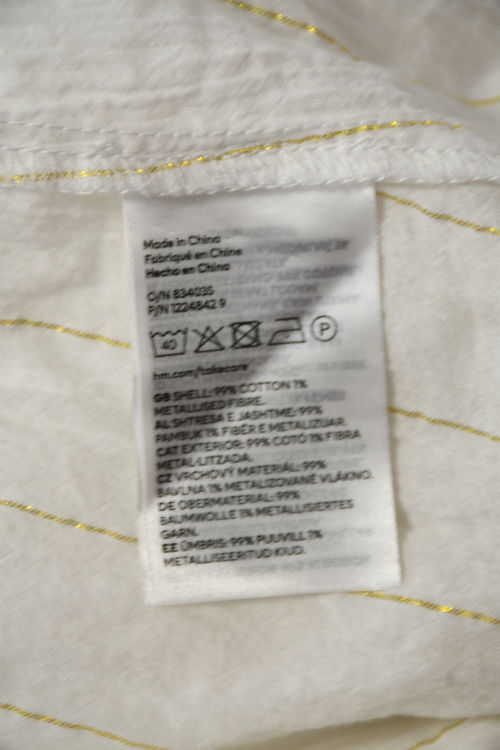 Made in China
Fabriqué en Chine
Hecho en China
O/N 834035
P/N 1224842 9
40 P
hm.com/takecare
GB SHELL: 99% COTTON 1%
METALLISED FIBRE.
AL SHTRESA E JASHTME: 99%
PAMBUK 1% FIBËR E METALIZUAR.
CAT EXTERIOR: 99% COTÓ 1% FIBRA
METAL·LITZADA.
CZ VRCHOVÝ MATERIÁL: 99%
BAVLNA 1% METALIZOVANÉ VLÁKNO.
DE OBERMATERIAL: 99%
BAUMWOLLE 1% METALLISIERTES
GARN.
EE ÜMBRIS: 99% PUUVILL 1%
METALLISEERITUD KIUD.